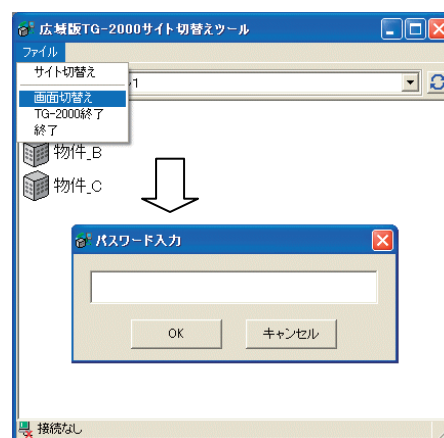 広域版TG-2000サイト切替えツール
ファイル
サイト切替え
画面切替え
TG-2000終了
終了
物件_B
物件_C
パスワード入力
OK
キャンセル
接続なし